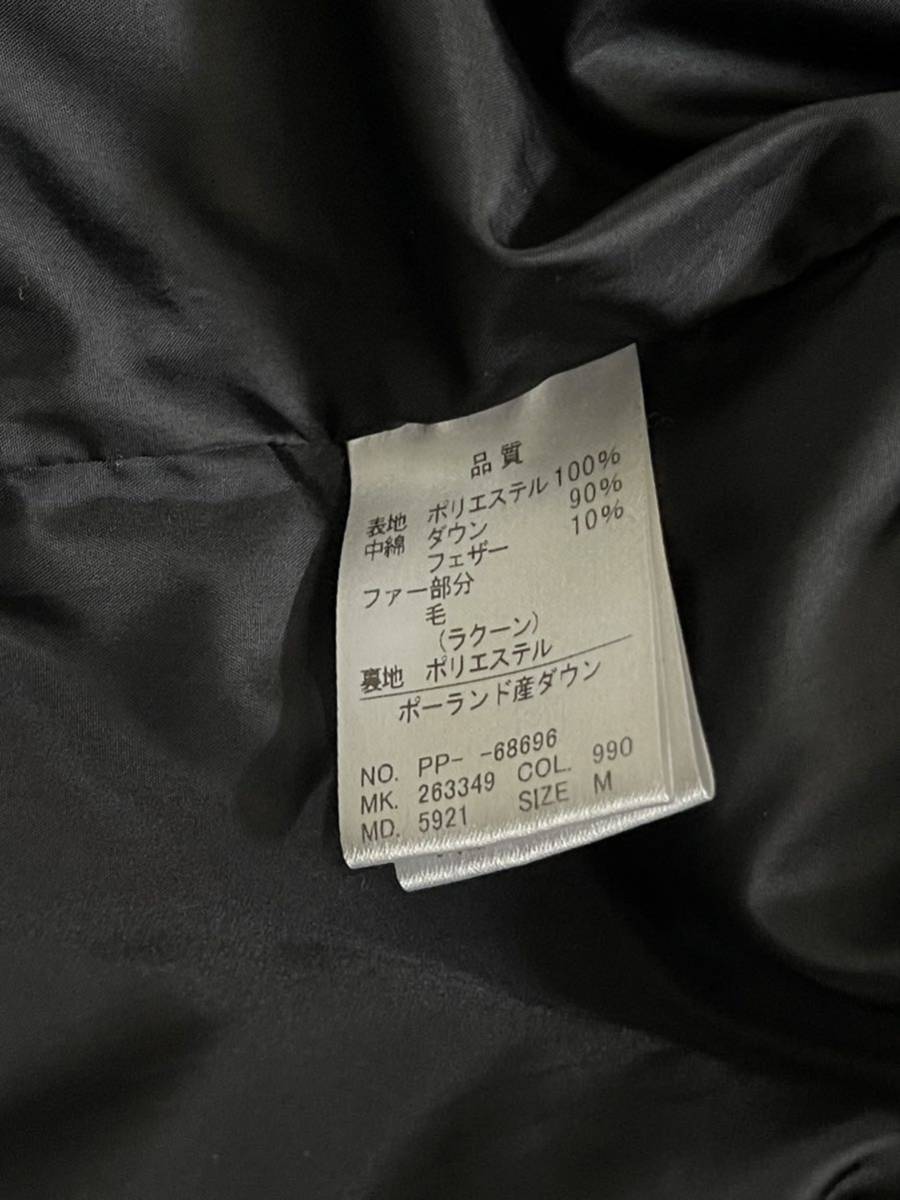 品質
表地 ポリエステル 100%
中綿 ダウン 90%
フェザー 10%
ファー部分
毛
(ラクーン)
裏地 ポリエステル
ポーランド産ダウン
NO. PP- -68696
MK. 263349 COL. 990
MD. 5921 SIZE M